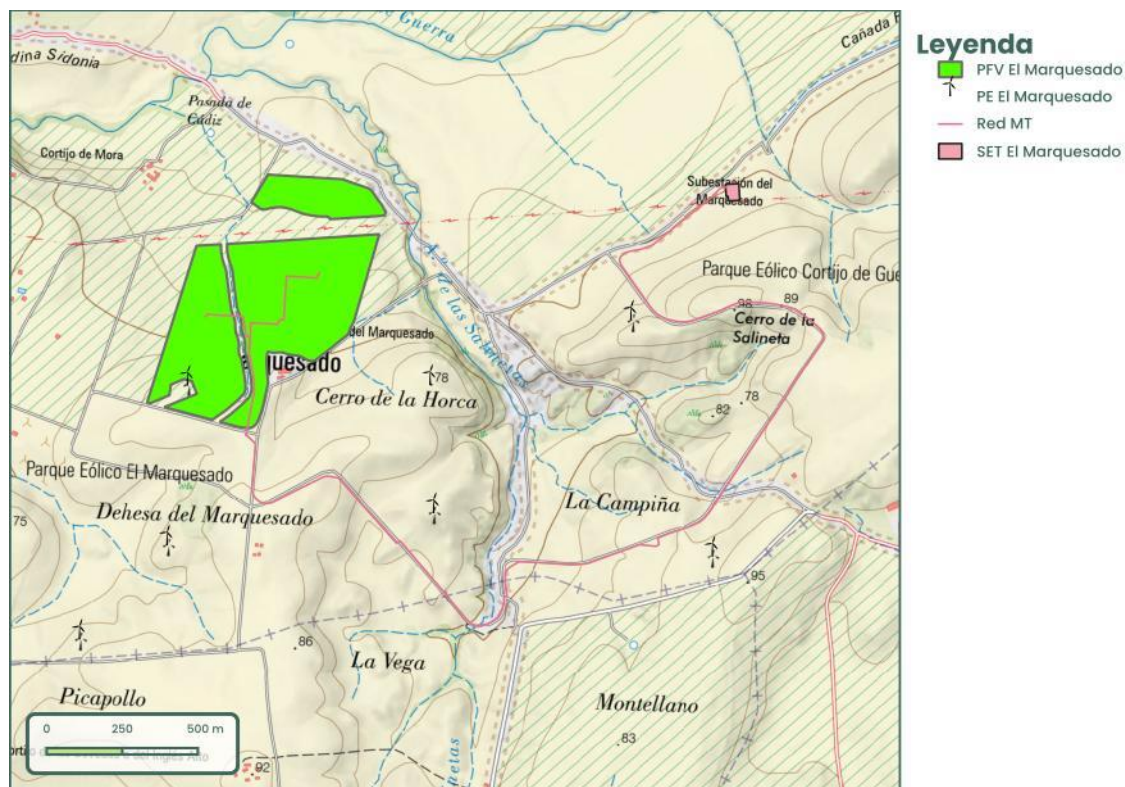 Guerra
Cañada
dina Sidonia
Pasada de
Cádiz
Cortijo de Mora
Subestación del
Marquesado
Parque Eólico Cortijo de Gue
98
89
Cerro de la
Salineta
A.º de las Salinetas
del Marquesado
quesado
78
Cerro de la Horca
78
82
Parque Eólico El Marquesado
La Campiña
Dehesa del Marquesado
75
95
86
La Vega
Picapollo
Montellano
83
92
netas
0 250 500 m
Leyenda
PFV El Marquesado
PE El Marquesado
Red MT
SET El Marquesado